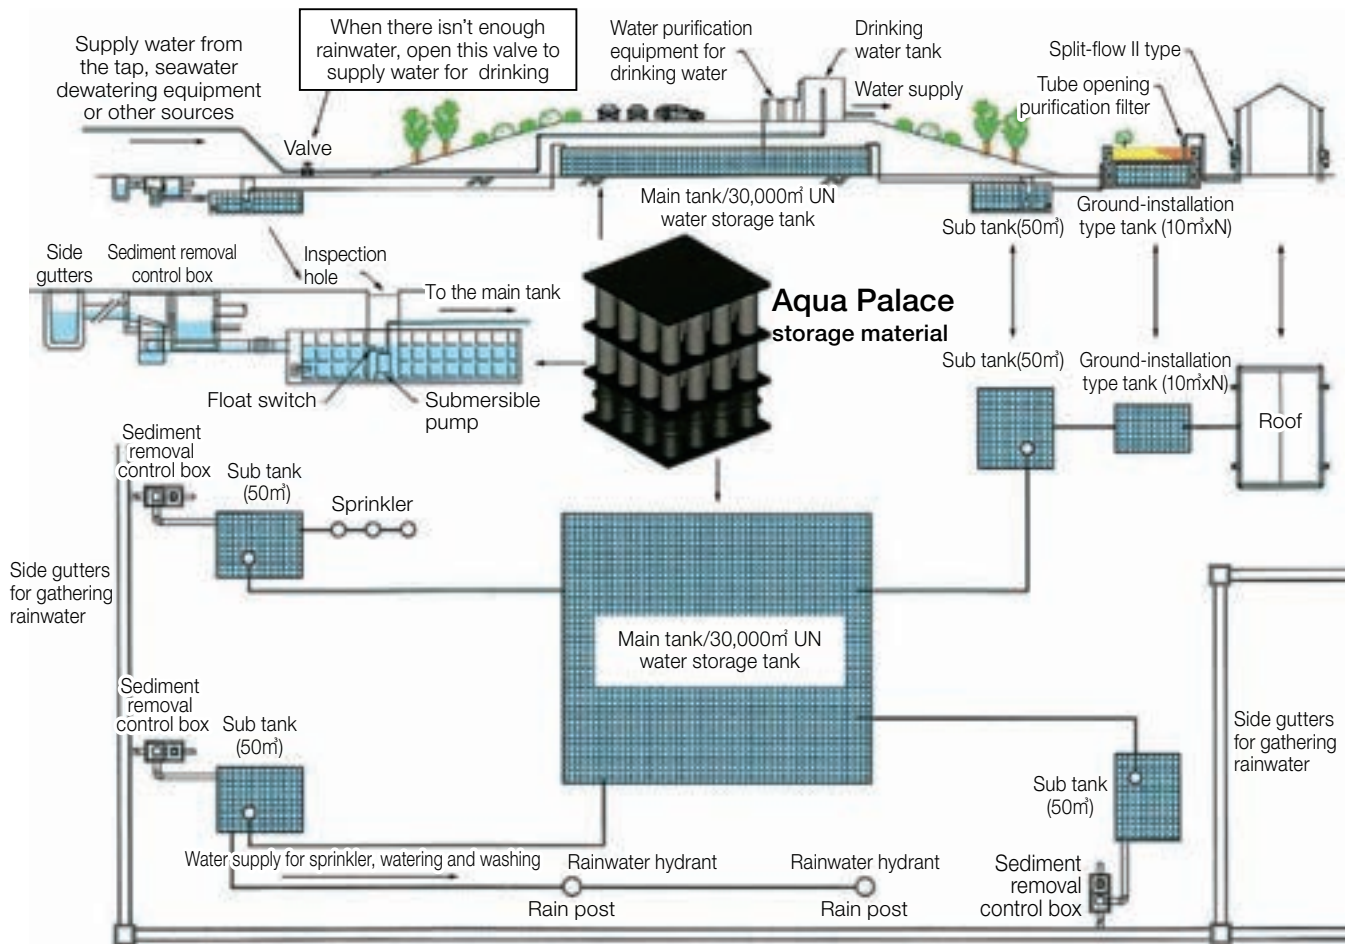 Supply water from
the tap, seawater
dewatering equipment
or other sources
When there isn't enough
rainwater, open this valve to
supply water for drinking
Water purification
equipment for
drinking water
Drinking
water tank
Water supply
Split-flow II type
Tube opening
purification filter
Valve
Main tank/30,000㎥ UN
water storage tank
Sub tank(50㎥)
Ground-installation
type tank (10㎥xN)
Side
gutters
Sediment removal
control box
Inspection
hole
To the main tank
Float switch
Submersible
pump
Aqua Palace
storage material
Sub tank(50㎥)
Ground-installation
type tank (10㎥xN)
Roof
Sediment
removal
control box
Sub tank
(50㎥)
Sprinkler
Side gutters
for gathering
rainwater
Main tank/30,000㎥ UN
water storage tank
Sediment
removal
control box
Sub tank
(50㎥)
Side gutters
for gathering
rainwater
Sub tank
(50㎥)
Water supply for sprinkler, watering and washing
Rainwater hydrant
Rain post
Rainwater hydrant
Rain post
Sediment
removal
control box